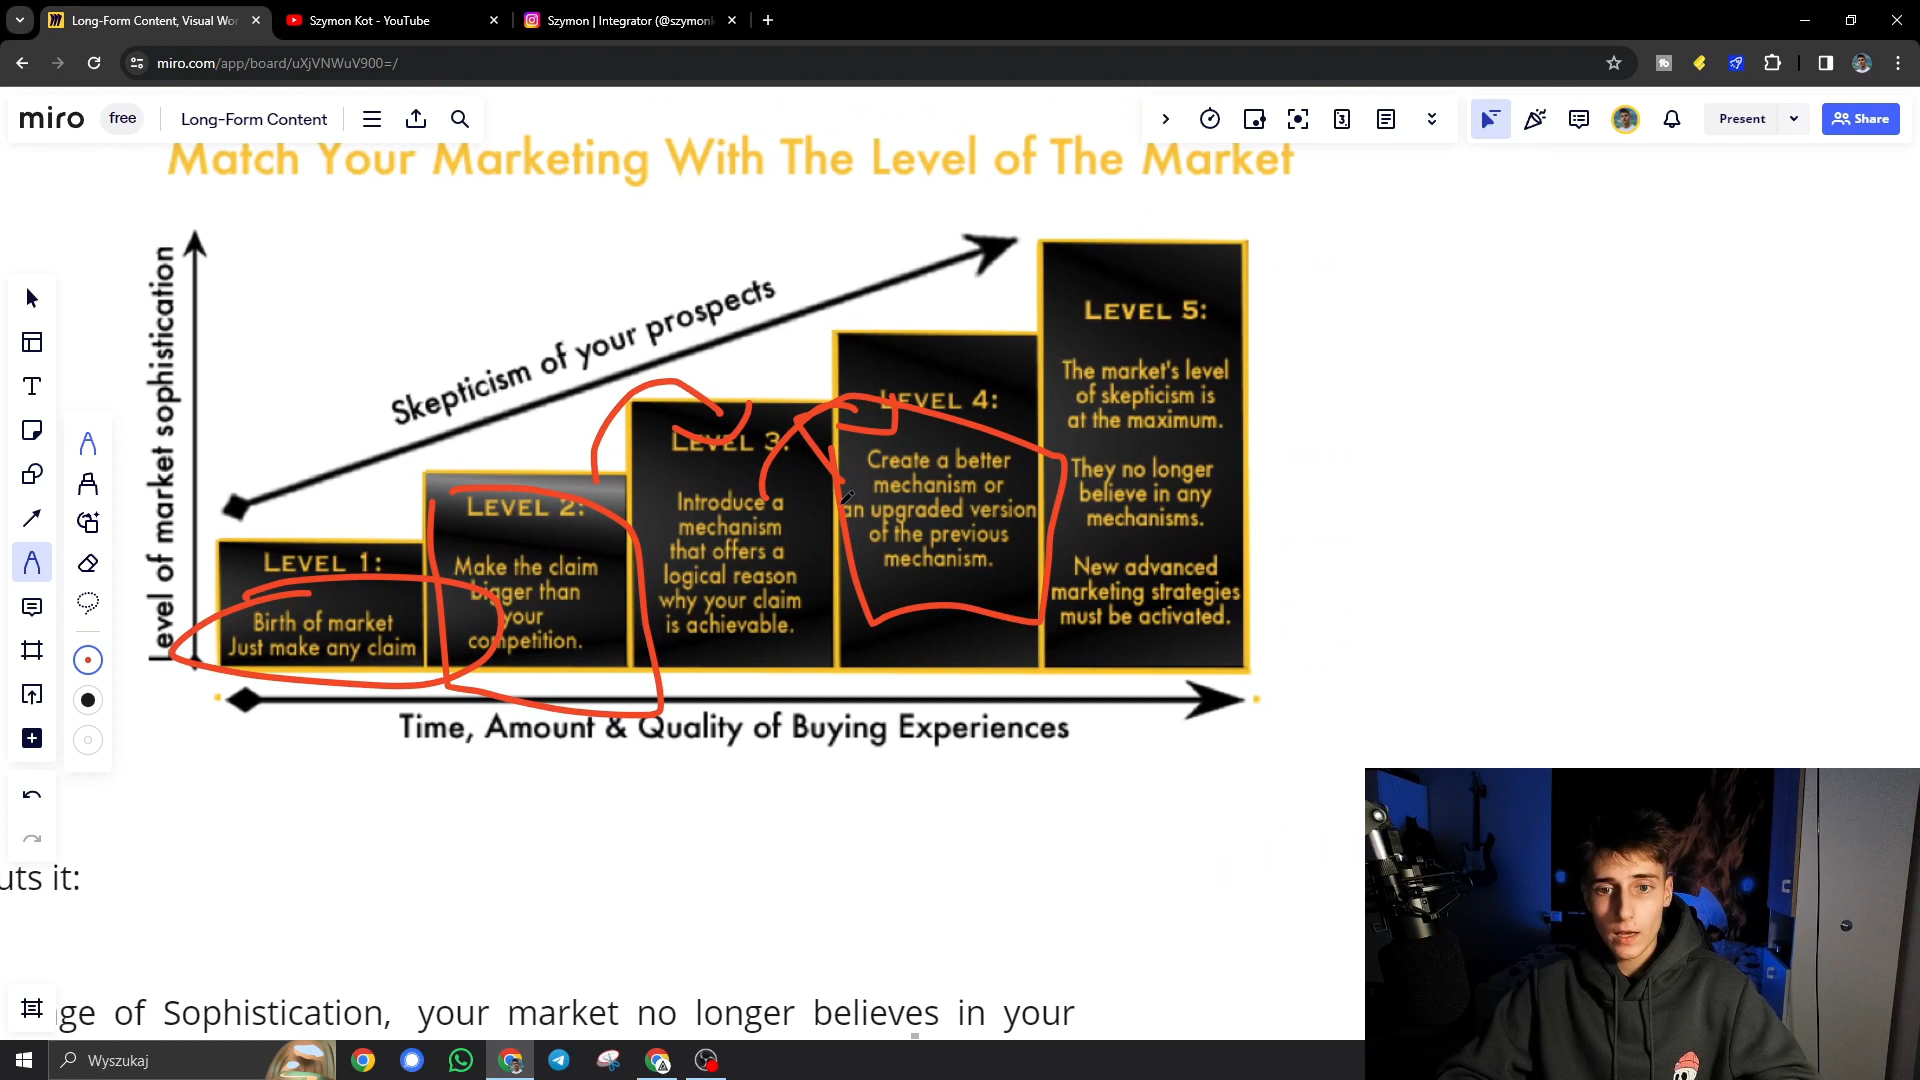 Long-Form Content, Visual Wor
Szymon Kot - YouTube
Szymon | Integrator (@szymonk
miro.com/app/board/uXjVNWuV900=/
miro
free
Long-Form Content
Present
Share
Match Your Marketing With The Level of The Market
Level of market sophistication
Skepticism of your prospects
LEVEL 1:
Birth of market
Just make any claim
LEVEL 2:
Make the claim
bigger than
your
competition.
LEVEL 3:
Introduce a
mechanism
that offers a
logical reason
why your claim
is achievable.
LEVEL 4:
Create a better
mechanism or
an upgraded version
of the previous
mechanism.
LEVEL 5:
The market's level
of skepticism is
at the maximum.
They no longer
believe in any
mechanisms.
New advanced
marketing strategies
must be activated.
Time, Amount & Quality of Buying Experiences
uts it:
ge of Sophistication, your market no longer believes in your
Wyszukaj